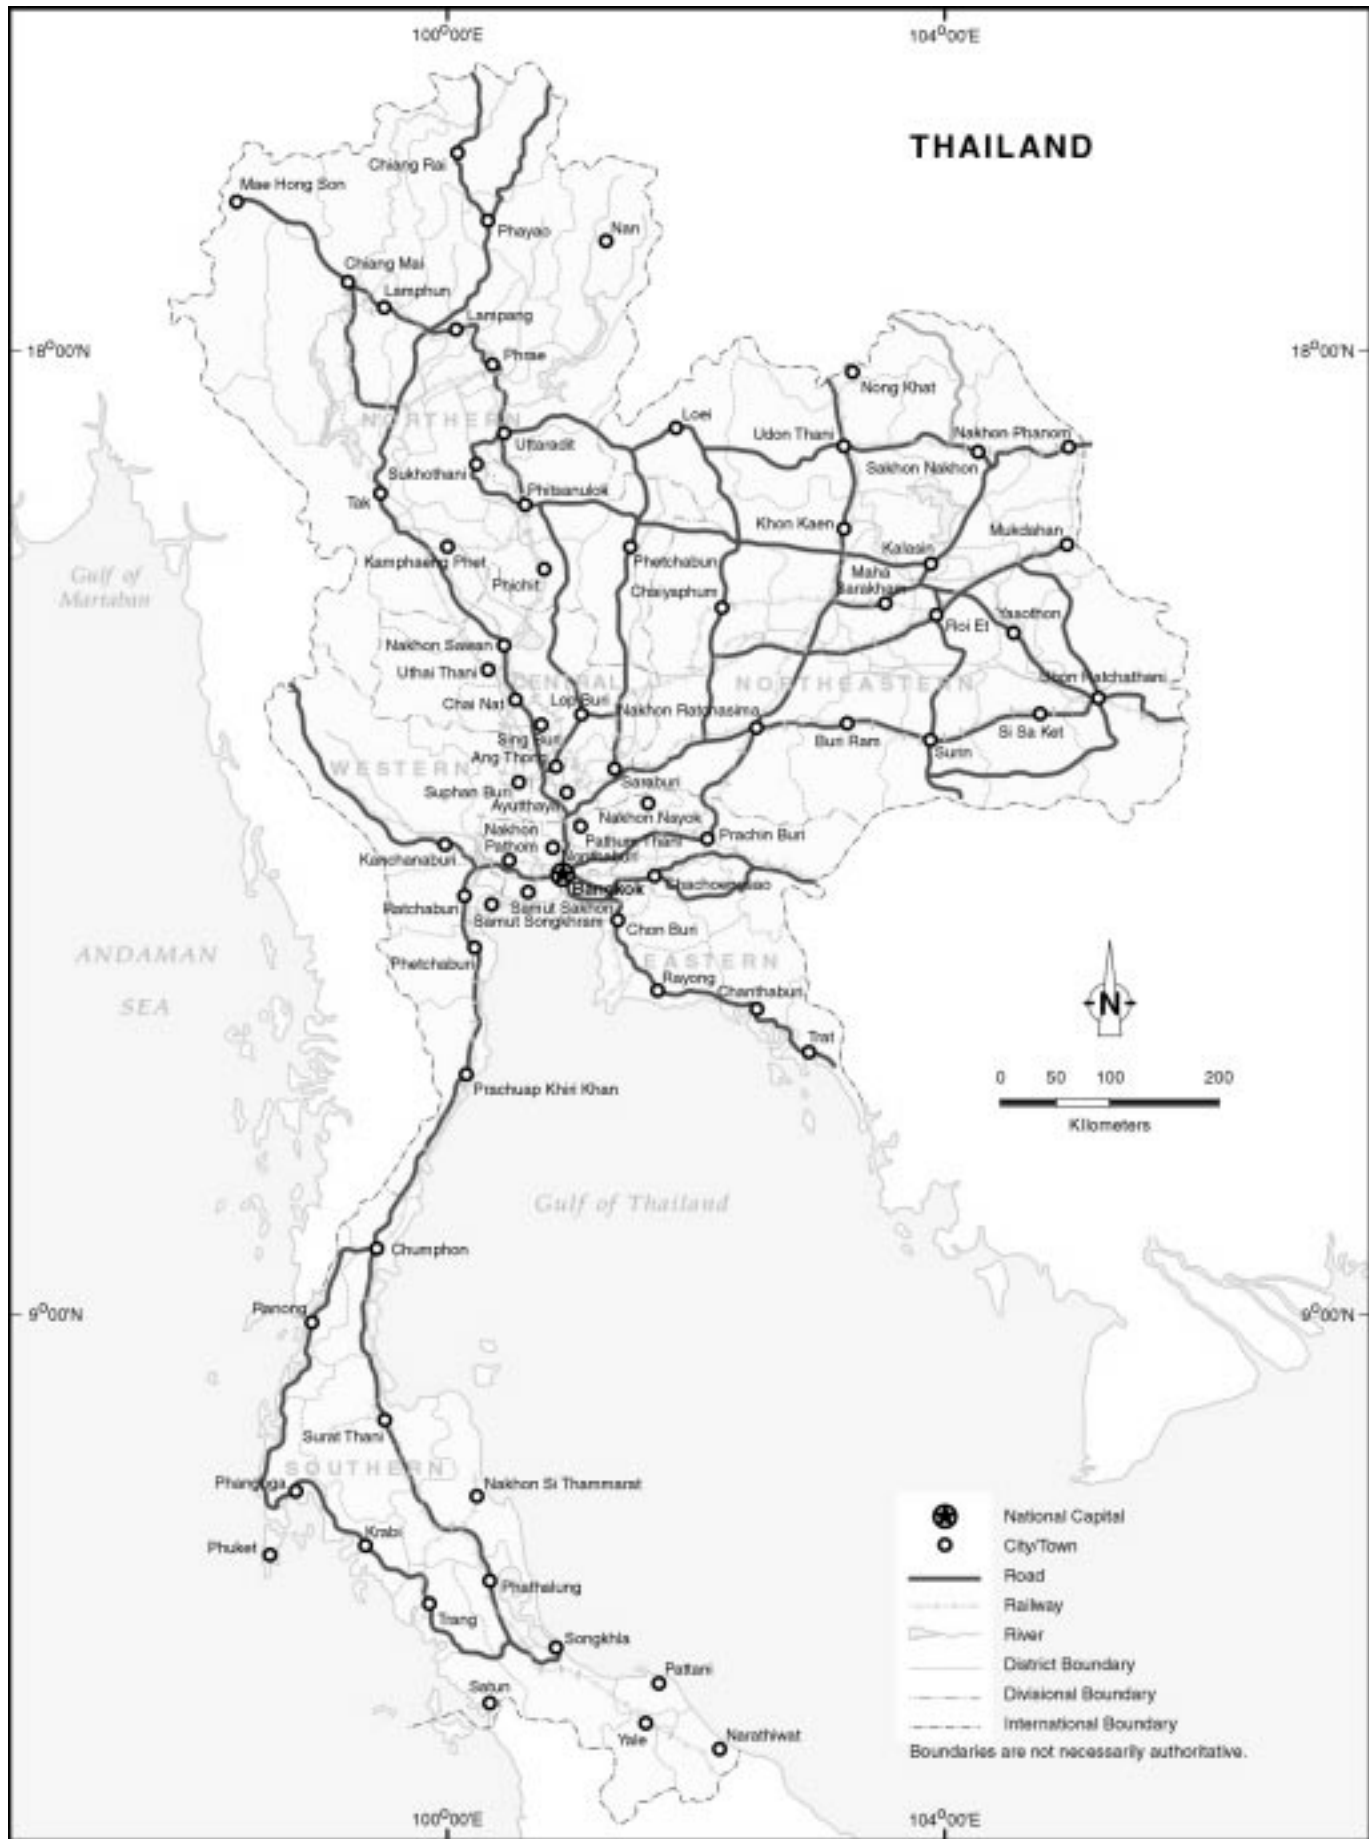 100°00'E
104°00'E
THAILAND
Chiang Rai
Mae Hong Son
Phayao
Nan
Chiang Mai
Lamphun
Lampang
18°00'N
18°00'N
Phrae
Nong Khai
NORTHERN
Loei
Uttaradit
Udon Thani
Nakhon Phanom
Sakhon Nakhon
Sukhothani
Phitsanulok
Tak
Khon Kaen
Mukdahan
Kalasin
Kamphaeng Phet
Phetchabun
Gulf of
Martaban
Phichit
Maha
Sarakham
Chaiyaphum
Yasothon
Roi Et
Nakhon Sawan
Uthai Thani
CENTRAL
NORTHEASTERN
Ubon Ratchathani
Chai Nat
Lop Buri
Nakhon Ratchasima
Sing Buri
Buri Ram
Surin
Si Sa Ket
Ang Thong
WESTERN
Saraburi
Suphan Buri
Ayutthaya
Nakhon Nayok
Nakhon
Pathom
Pathum Thani
Prachin Buri
Nonthaburi
Kanchanaburi
Bangkok
Chachoengsao
Ratchaburi
Samut Sakhon
Samut Songkhram
Chon Buri
ANDAMAN
SEA
Phetchaburi
EASTERN
Rayong
Chanthaburi
Trat
N
0 50 100 200
Kilometers
Prachuap Khiri Khan
Gulf of Thailand
Chumphon
Ranong
9°00'N
9°00'N
Surat Thani
SOUTHERN
Phangnga
Nakhon Si Thammarat
Krabi
Phuket
Phathalung
Trang
Songkhla
Pattani
Satun
Yale
Narathiwat
National Capital
City/Town
Road
Railway
River
District Boundary
Divisional Boundary
International Boundary
Boundaries are not necessarily authoritative.
100°00'E
104°00'E